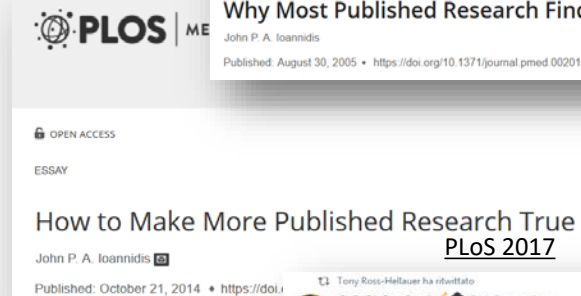 Why Most Published Research
PLOS
John P. A. Ioannidis
Published: August 30, 2005 • https://doi.org/10.1371/journal.pmed.00201
OPEN ACCESS
ESSAY
How to Make More Published Research True
PLoS 2017
John P. A. Ioannidis
Published: October 21, 2014 • https://doi.
Tony Ross-Hellauer ha ritwittato